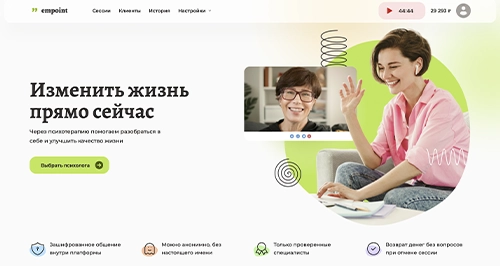 empoint
Сессии Клиенты История Настройки
44:44
29 250 ₽
Изменить жизнь
прямо сейчас
Через психотерапию помогаем разобраться в
себе и улучшить качество жизни
Выбрать психолога
Зашифрованное общение
внутри платформы
Можно анонимно, без
настоящего имени
Только проверенные
специалисты
Возврат денег без вопросов
при отмене сессии